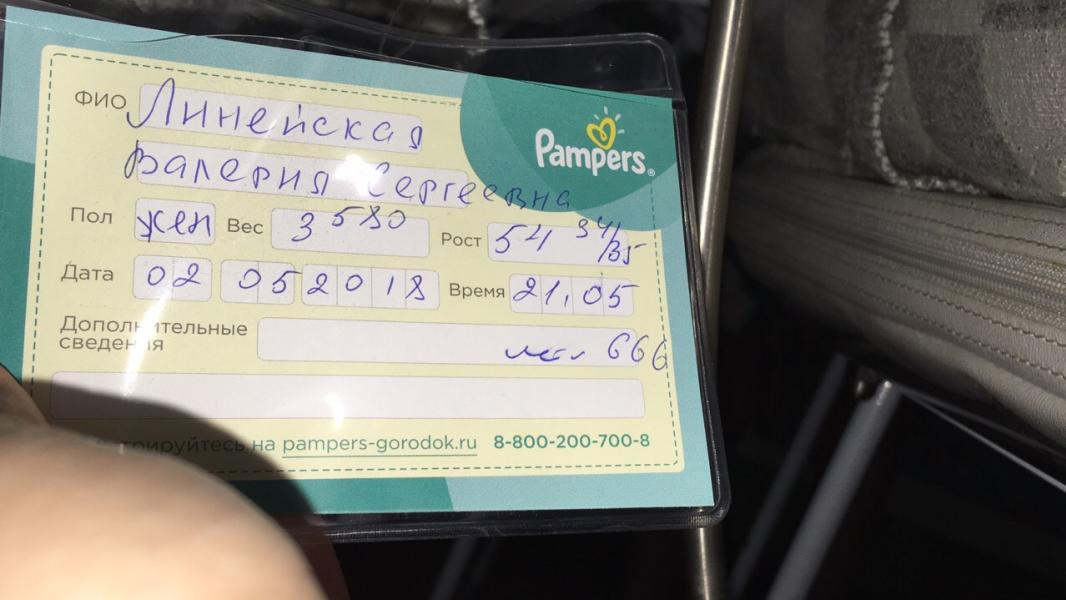 ФИО Линейская
Pampers®
Валерия Сергеевна
Пол жен Вес 3580 Рост 54 34/35
Дата 02 05 2018 Время 21.05
Дополнительные сведения
666
на pampers-gorodok.ru 8-800-200-700-8